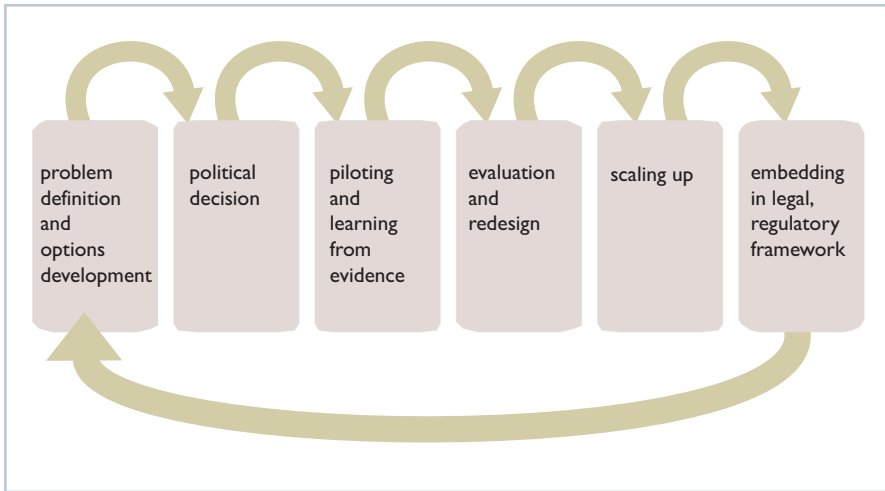 problem
definition
and
options
development
political
decision
piloting
and
learning
from
evidence
evaluation
and
redesign
scaling up
embedding
in legal,
regulatory
framework